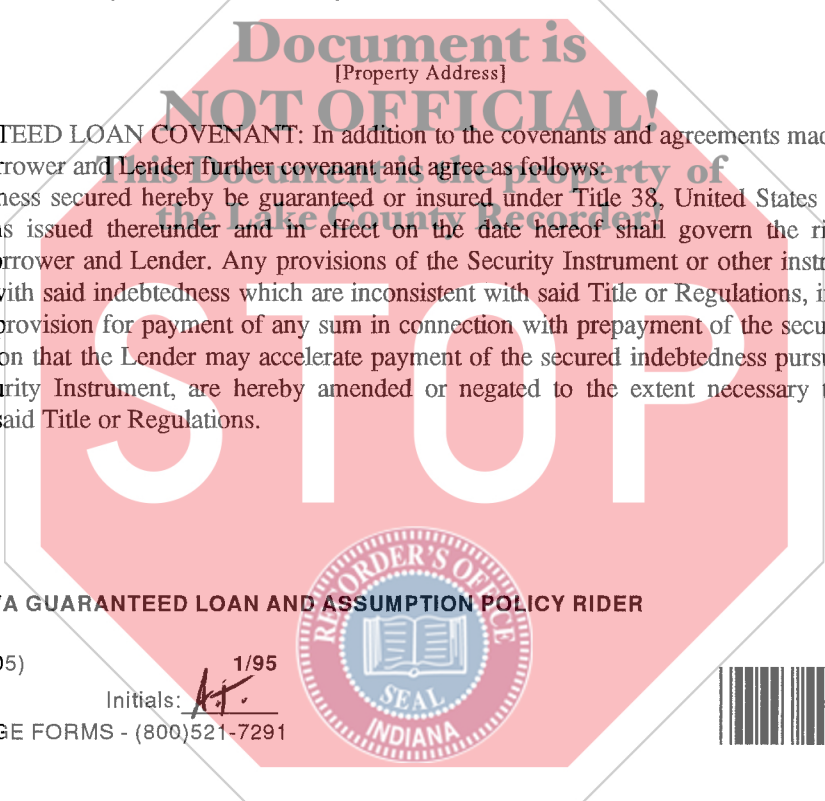 Document is
[Property Address]
NOT OFFICIAL!
TEED LOAN COVENANT: In addition to the covenants and agreements mad
rrower and Lender further covenant and agree as follows:
This Document is the property of
ness secured hereby be guaranteed or insured under Title 38, United States
the Lake County Recorder!
s issued thereunder and in effect on the date hereof shall govern the ri
orrower and Lender. Any provisions of the Security Instrument or other instr
with said indebtedness which are inconsistent with said Title or Regulations, i
provision for payment of any sum in connection with prepayment of the secu
on that the Lender may accelerate payment of the secured indebtedness pursu
urity Instrument, are hereby amended or negated to the extent necessary t
said Title or Regulations.
STOP
RECORDER'S OFFICE
A GUARANTEED LOAN AND ASSUMPTION POLICY RIDER
05) 1/95
Initials: A.T.
SEAL
INDIANA
GE FORMS - (800)521-7291